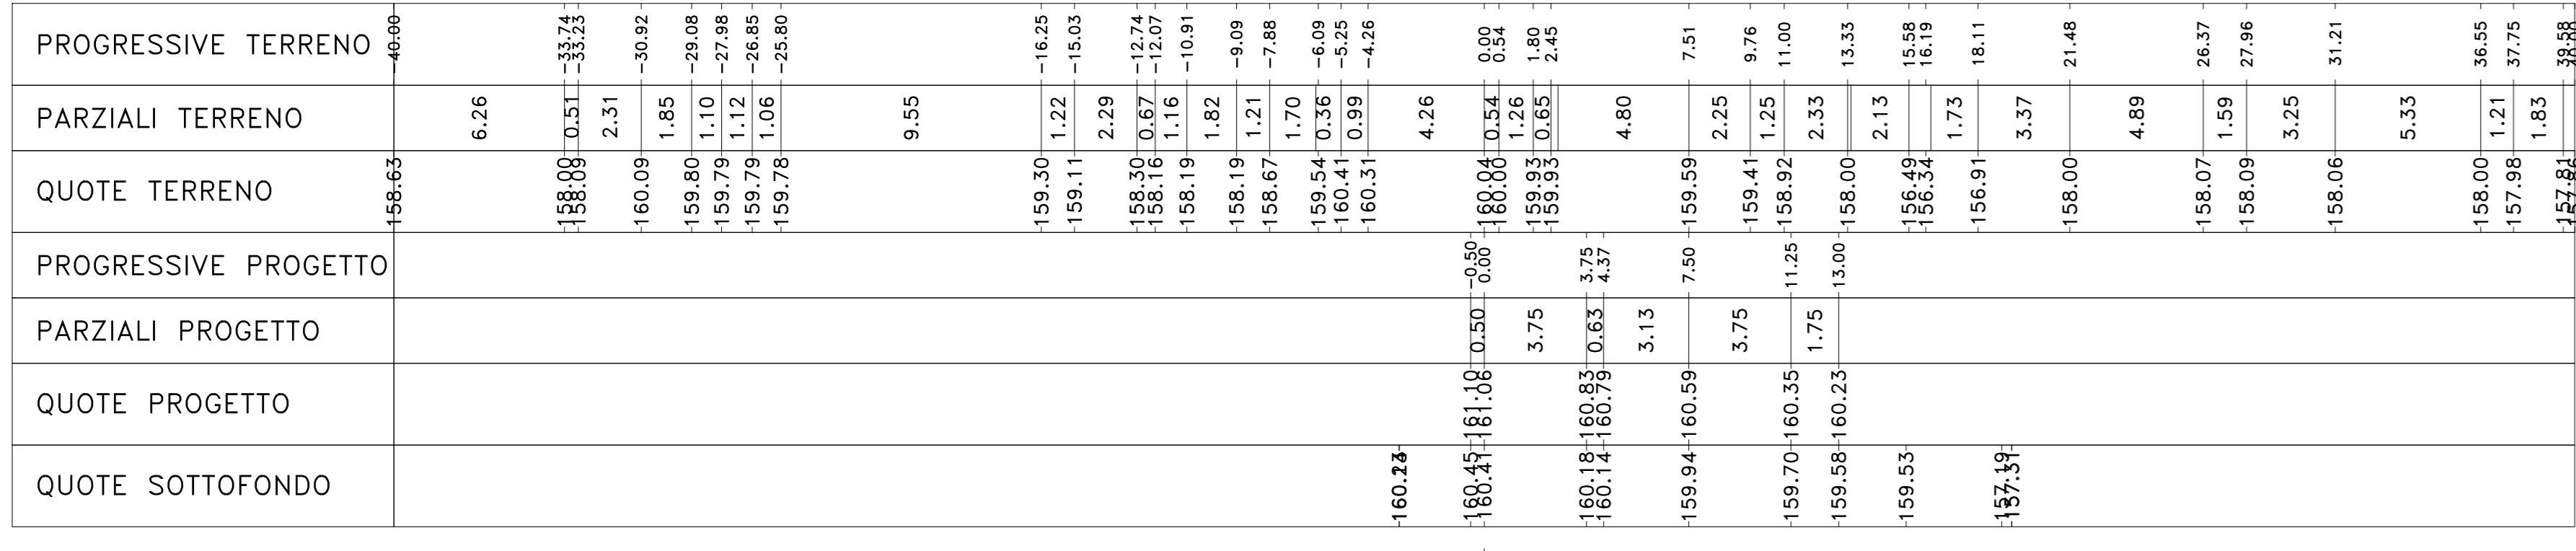 PROGRESSIVE TERRENO -40.00 -33.74 -33.23 -30.92 -29.08 -27.98 -26.85 -25.80 -16.25 -15.03 -12.74 -12.07 -10.91 -9.09 -7.88 -6.09 -5.25 -4.26 0.00 0.54 1.80 2.45 7.51 9.76 11.00 13.33 15.58 16.19 18.11 21.48 26.37 27.96 31.21 36.55 37.75 39.58
PARZIALI TERRENO 6.26 0.51 2.31 1.85 1.10 1.12 1.06 9.55 1.22 2.29 0.67 1.16 1.82 1.21 1.70 0.36 0.99 4.26 0.54 1.26 0.65 4.80 2.25 1.25 2.33 2.13 1.73 3.37 4.89 1.59 3.25 5.33 1.21 1.83
QUOTE TERRENO 158.63 158.00 158.09 160.09 159.80 159.79 159.79 159.78 159.30 159.11 158.30 158.16 158.19 158.19 158.67 159.54 160.41 160.31 160.04 160.00 159.93 159.93 159.59 159.41 158.92 158.00 156.49 156.34 156.91 158.00 158.07 158.09 158.06 158.00 157.98 157.81
PROGRESSIVE PROGETTO -0.50 0.00 3.75 4.37 7.50 11.25 13.00
PARZIALI PROGETTO 0.50 3.75 0.63 3.13 3.75 1.75
QUOTE PROGETTO 161.10 161.06 160.83 160.79 160.59 160.35 160.23
QUOTE SOTTOFONDO 160.45 160.41 160.18 160.14 159.94 159.70 159.58 159.53 157.19 157.31